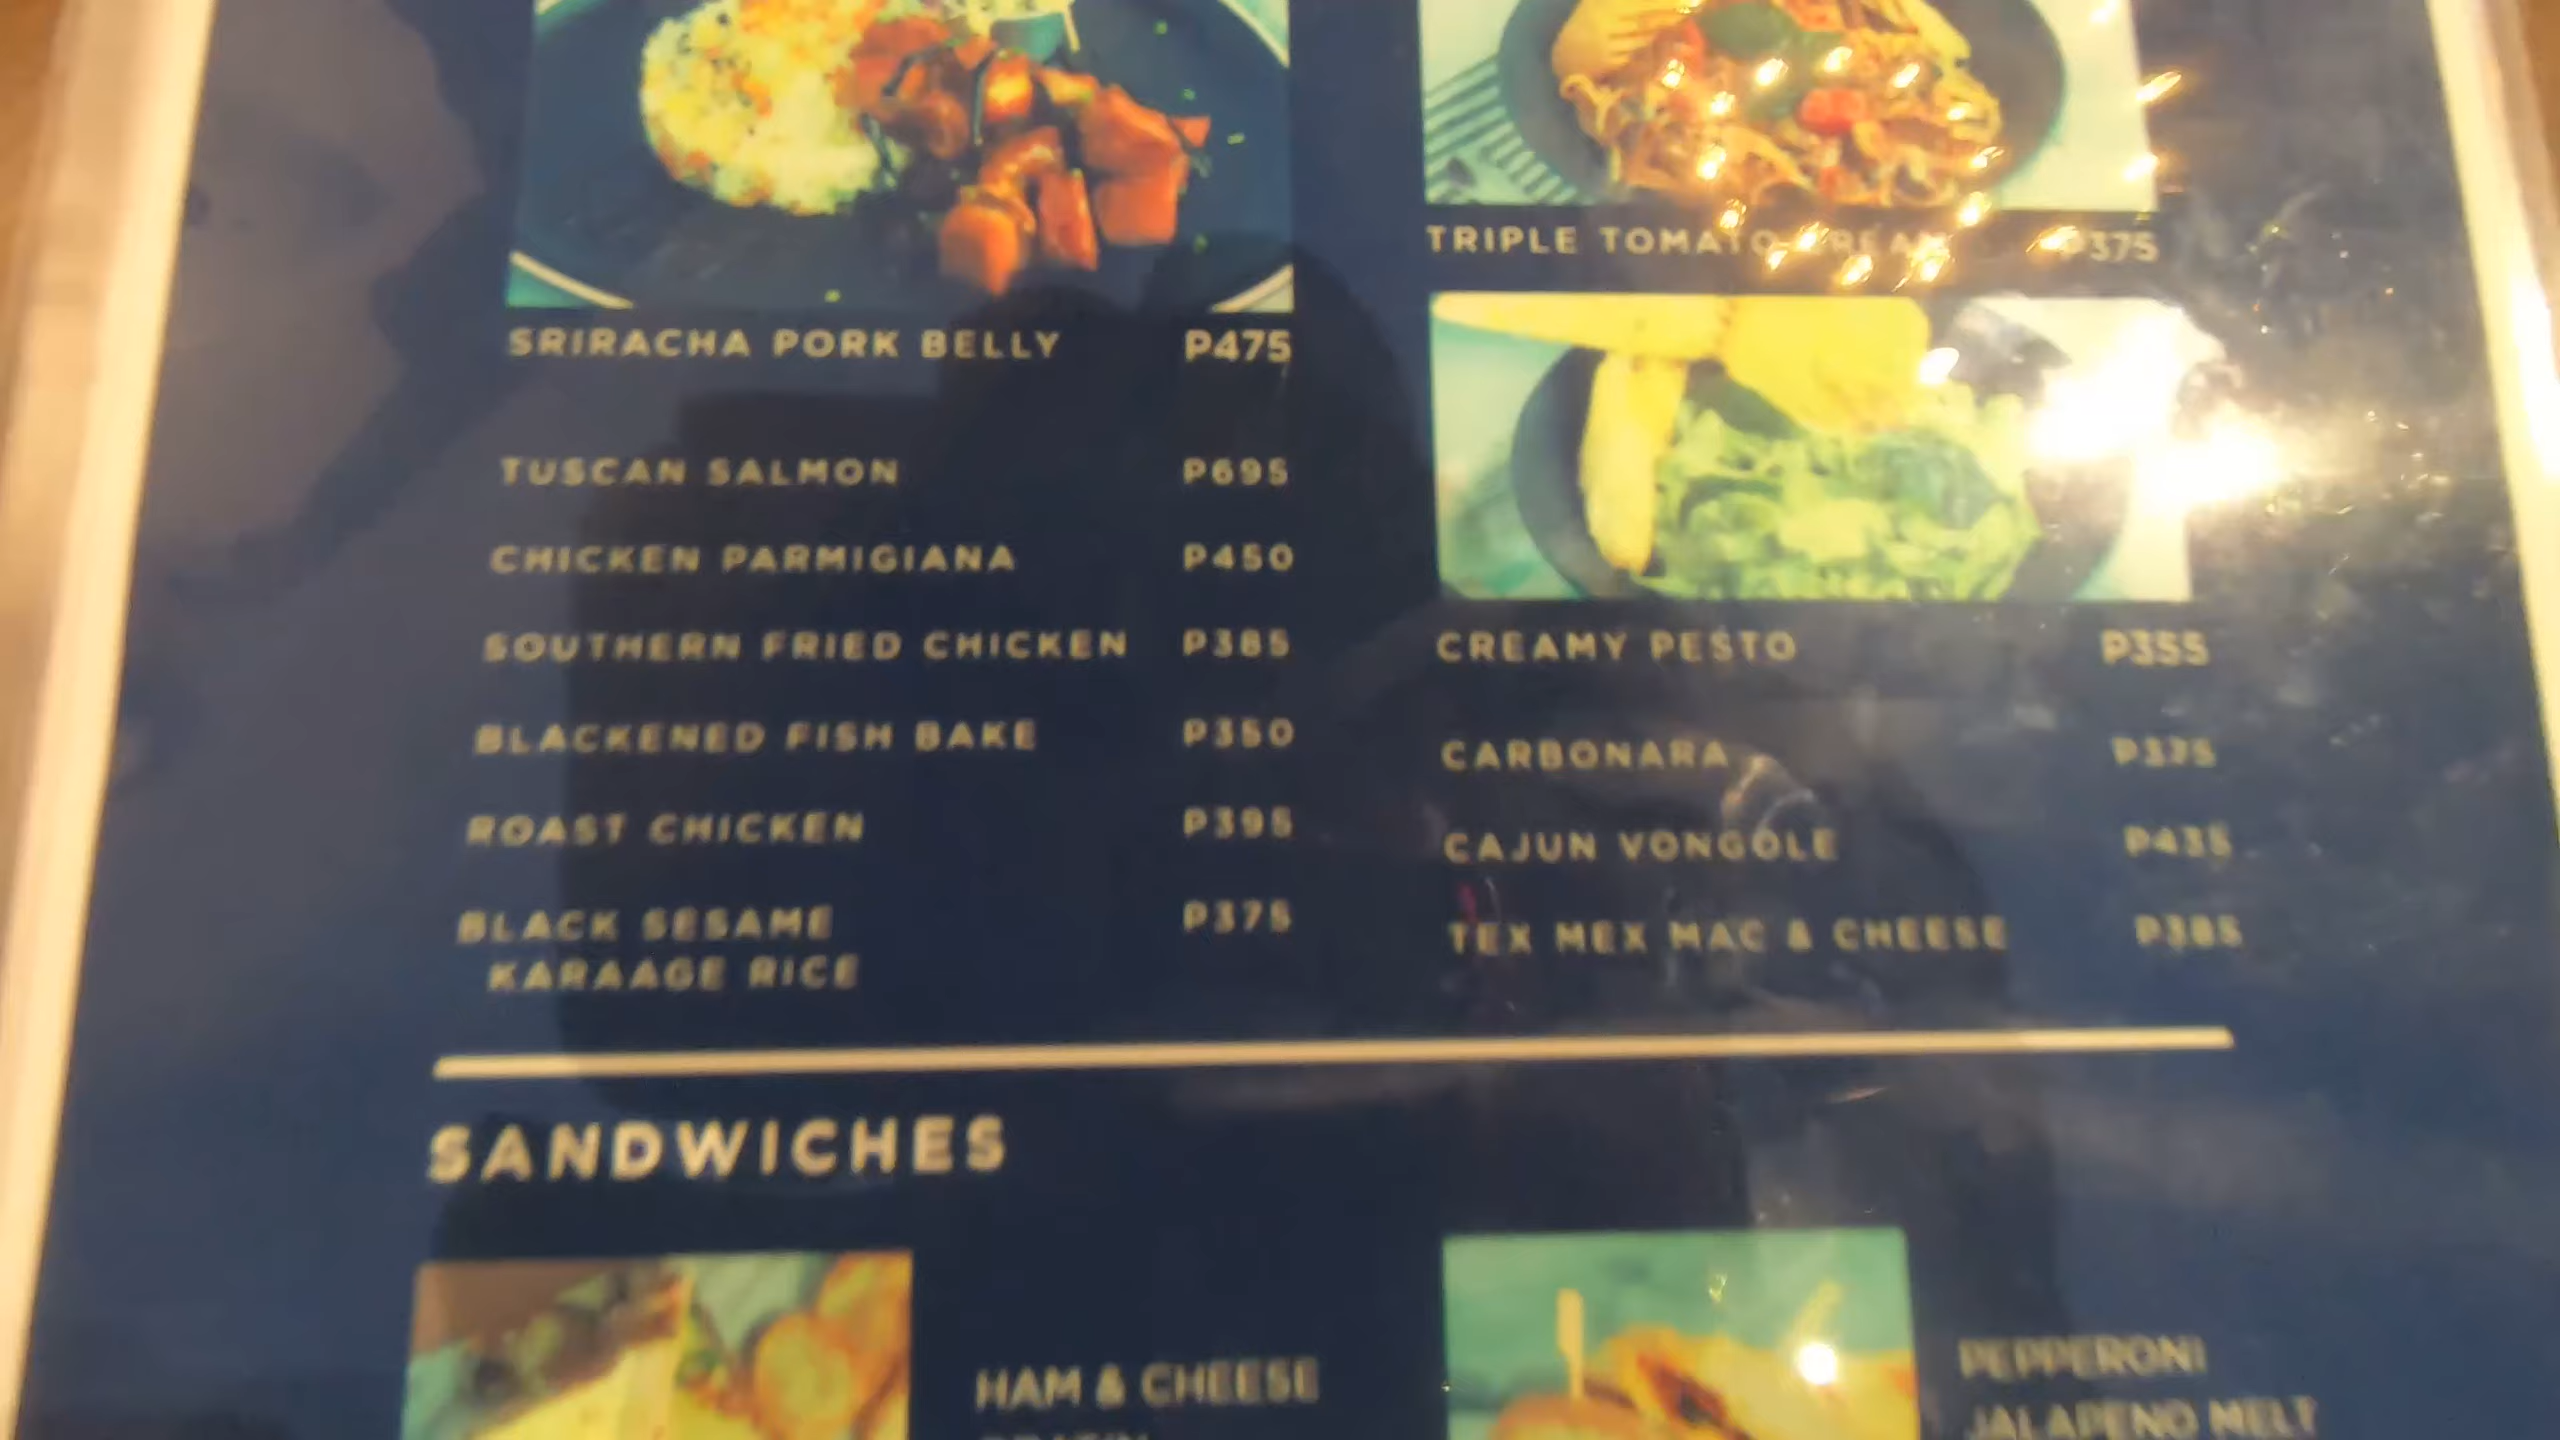 SRIRACHA PORK BELLY P475
TUSCAN SALMON P695
CHICKEN PARMIGIANA P450
SOUTHERN FRIED CHICKEN P385
BLACKENED FISH BAKE P350
ROAST CHICKEN P395
BLACK SESAME P375
KARAAGE RICE
TRIPLE TOMATO CREAM P375
CREAMY PESTO P355
CARBONARA P375
CAJUN VONGOLE P435
TEX MEX MAC & CHEESE P385
SANDWICHES
HAM & CHEESE
PEPPERONI
JALAPENO MELT